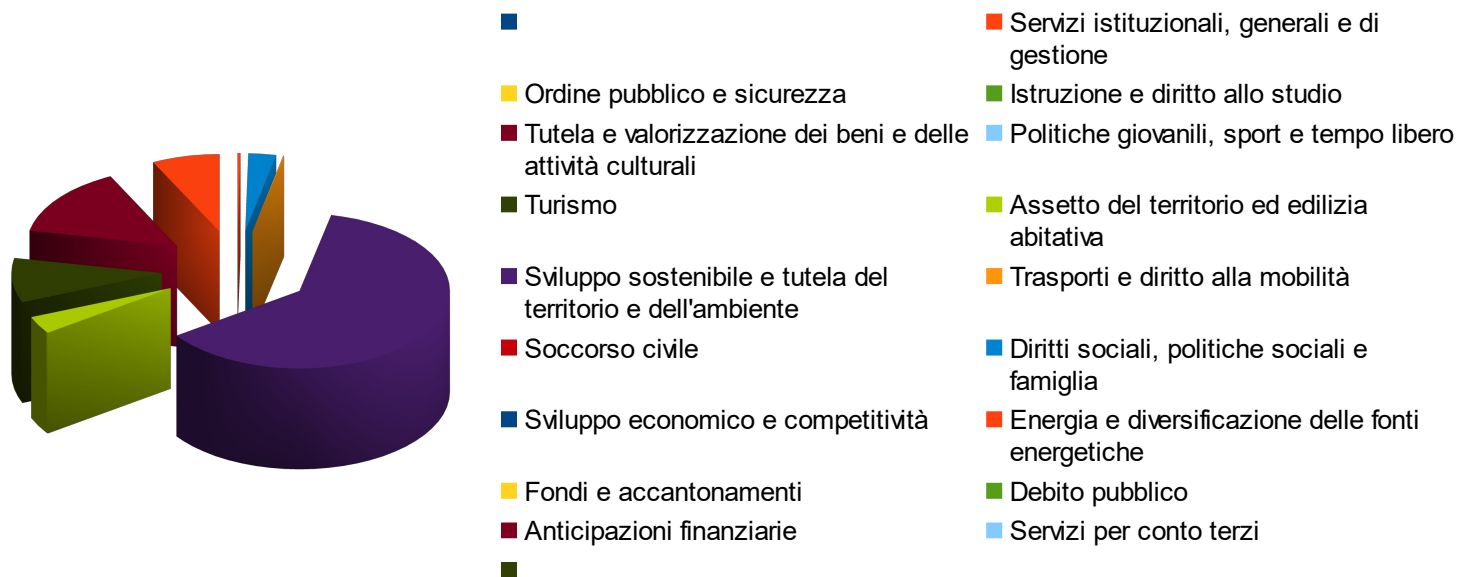 Servizi istituzionali, generali e di
gestione
Ordine pubblico e sicurezza
Istruzione e diritto allo studio
Tutela e valorizzazione dei beni e delle
attività culturali
Politiche giovanili, sport e tempo libero
Turismo
Assetto del territorio ed edilizia
abitativa
Sviluppo sostenibile e tutela del
territorio e dell'ambiente
Trasporti e diritto alla mobilità
Soccorso civile
Diritti sociali, politiche sociali e
famiglia
Sviluppo economico e competitività
Energia e diversificazione delle fonti
energetiche
Fondi e accantonamenti
Debito pubblico
Anticipazioni finanziarie
Servizi per conto terzi